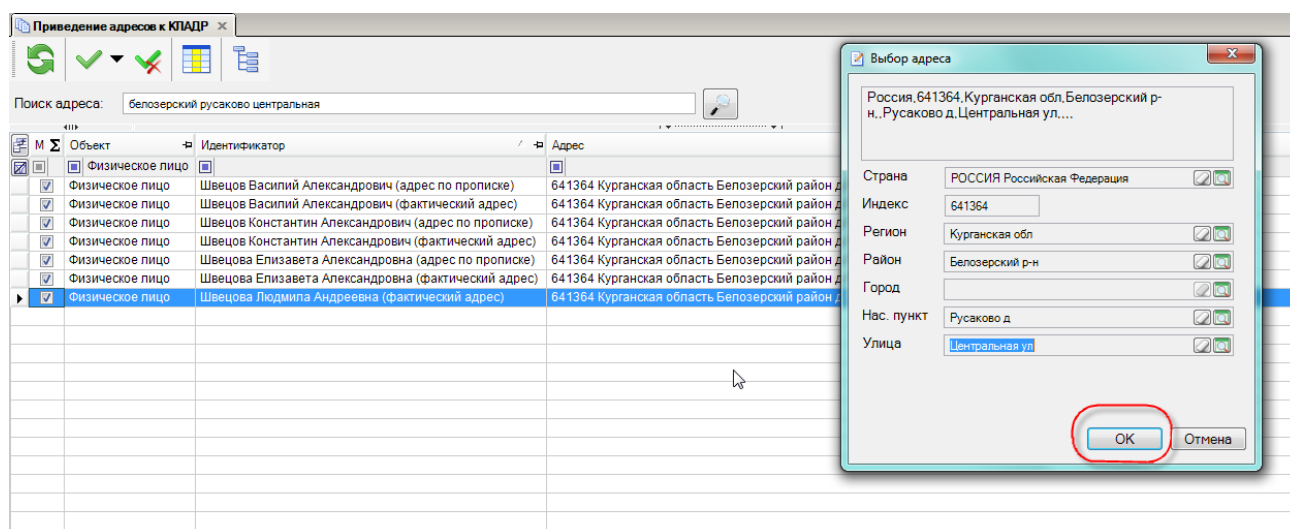 Приведение адресов к КЛАДР
Поиск адреса: белозерский русаково центральная
М Σ Объект Идентификатор Адрес
Физическое лицо
Физическое лицо Швецов Василий Александрович (адрес по прописке) 641364 Курганская область Белозерский район д
Физическое лицо Швецов Василий Александрович (фактический адрес) 641364 Курганская область Белозерский район д
Физическое лицо Швецов Константин Александрович (адрес по прописке) 641364 Курганская область Белозерский район д
Физическое лицо Швецов Константин Александрович (фактический адрес) 641364 Курганская область Белозерский район д
Физическое лицо Швецова Елизавета Александровна (адрес по прописке) 641364 Курганская область Белозерский район д
Физическое лицо Швецова Елизавета Александровна (фактический адрес) 641364 Курганская область Белозерский район д
Физическое лицо Швецова Людмила Андреевна (фактический адрес) 641364 Курганская область Белозерский район д
Выбор адреса
Россия,641364,Курганская обл,Белозерский р-
н,,Русаково д,Центральная ул,,,,
Страна РОССИЯ Российская Федерация
Индекс 641364
Регион Курганская обл
Район Белозерский р-н
Город
Нас. пункт Русаково д
Улица Центральная ул
OK Отмена